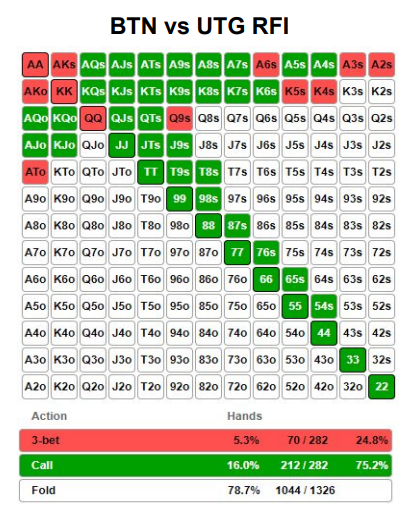 BTN vs UTG RFI
AA AKs AQs AJs ATs A9s A8s A7s A6s A5s A4s A3s A2s
AKo KK KQs KJs KTs K9s K8s K7s K6s K5s K4s K3s K2s
AQo KQo QQ QJs QTs Q9s Q8s Q7s Q6s Q5s Q4s Q3s Q2s
AJo KJo QJo JJ JTs J9s J8s J7s J6s J5s J4s J3s J2s
ATo KTo QTo JTo TT T9s T8s T7s T6s T5s T4s T3s T2s
A9o K9o Q9o J9o T9o 99 98s 97s 96s 95s 94s 93s 92s
A8o K8o Q8o J8o T8o 98o 88 87s 86s 85s 84s 83s 82s
A7o K7o Q7o J7o T7o 97o 87o 77 76s 75s 74s 73s 72s
A6o K6o Q6o J6o T6o 96o 86o 76o 66 65s 64s 63s 62s
A5o K5o Q5o J5o T5o 95o 85o 75o 65o 55 54s 53s 52s
A4o K4o Q4o J4o T4o 94o 84o 74o 64o 54o 44 43s 42s
A3o K3o Q3o J3o T3o 93o 83o 73o 63o 53o 43o 33 32s
A2o K2o Q2o J2o T2o 92o 82o 72o 62o 52o 42o 32o 22
Action Hands
3-bet 5.3% 70 / 282 24.8%
Call 16.0% 212 / 282 75.2%
Fold 78.7% 1044 / 1326